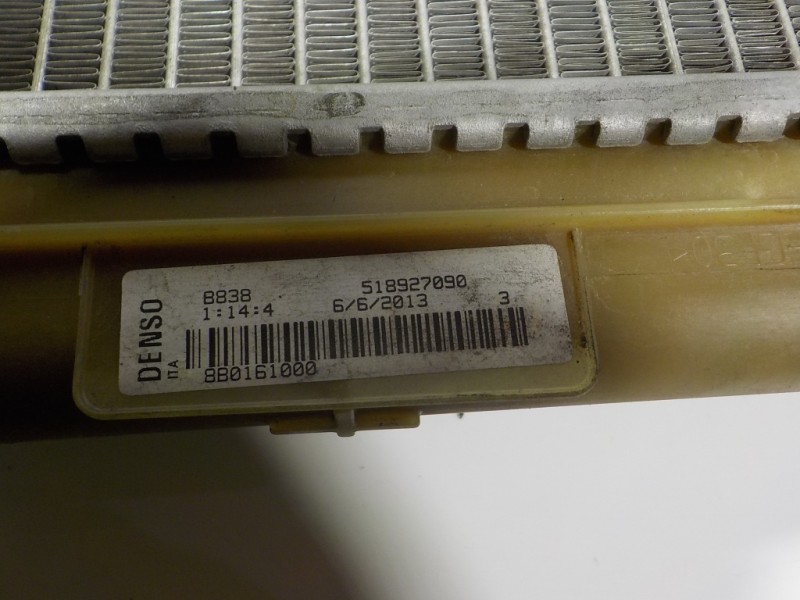 DENSO
ITA
B838 518927090
1:14:4 6/6/2013 3
8B0161000